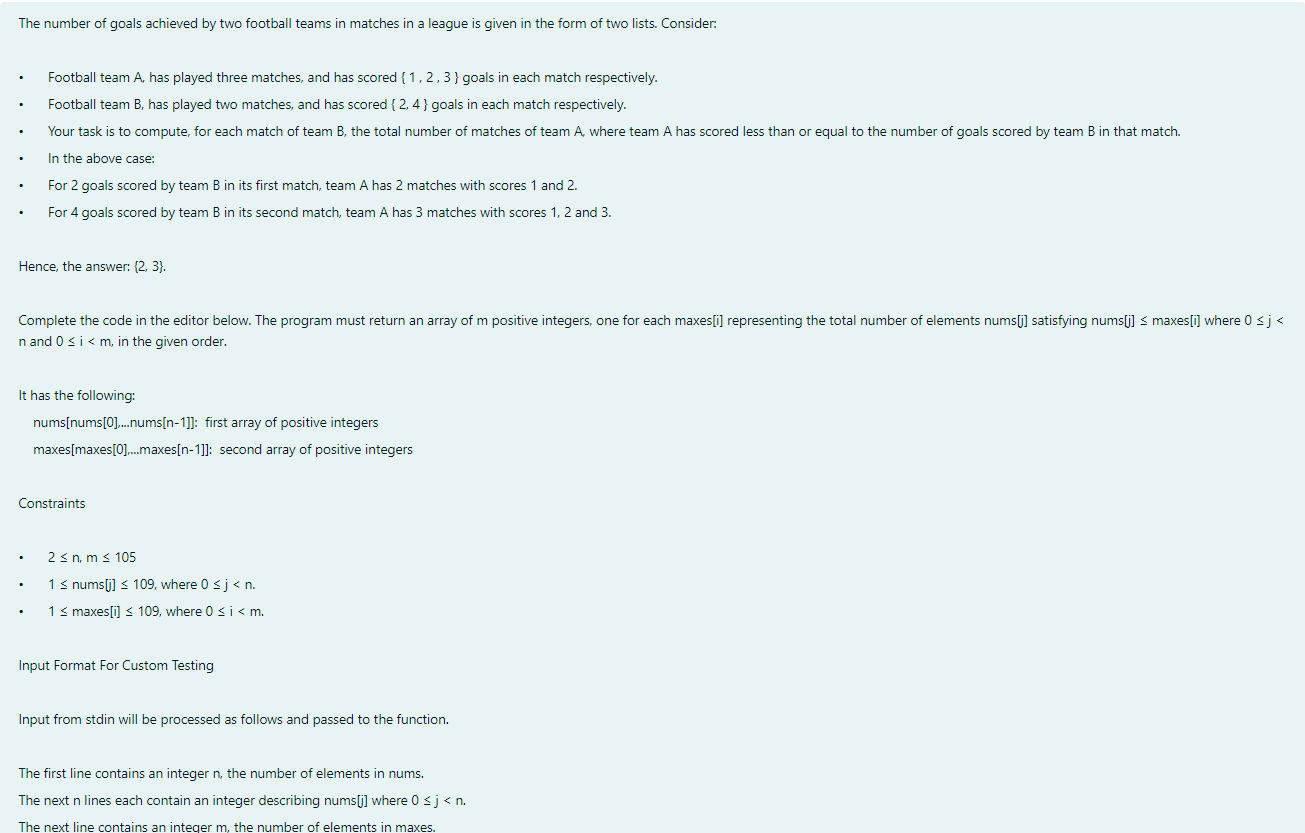 The number of goals achieved by two football teams in matches in a league is given in the form of two lists. Consider:
• Football team A, has played three matches, and has scored { 1 , 2 , 3 } goals in each match respectively.
• Football team B, has played two matches, and has scored { 2, 4 } goals in each match respectively.
• Your task is to compute, for each match of team B, the total number of matches of team A, where team A has scored less than or equal to the number of goals scored by team B in that match.
• In the above case:
• For 2 goals scored by team B in its first match, team A has 2 matches with scores 1 and 2.
• For 4 goals scored by team B in its second match, team A has 3 matches with scores 1, 2 and 3.
Hence, the answer: {2, 3}.
Complete the code in the editor below. The program must return an array of m positive integers, one for each maxes[i] representing the total number of elements nums[j] satisfying nums[j] ≤ maxes[i] where 0 ≤ j <
n and 0 ≤ i < m, in the given order.
It has the following:
nums[nums[0],...nums[n-1]]: first array of positive integers
maxes[maxes[0],...maxes[n-1]]: second array of positive integers
Constraints
• 2 ≤ n, m ≤ 105
• 1 ≤ nums[j] ≤ 109, where 0 ≤ j < n.
• 1 ≤ maxes[i] ≤ 109, where 0 ≤ i < m.
Input Format For Custom Testing
Input from stdin will be processed as follows and passed to the function.
The first line contains an integer n, the number of elements in nums.
The next n lines each contain an integer describing nums[j] where 0 ≤ j < n.
The next line contains an integer m, the number of elements in maxes.